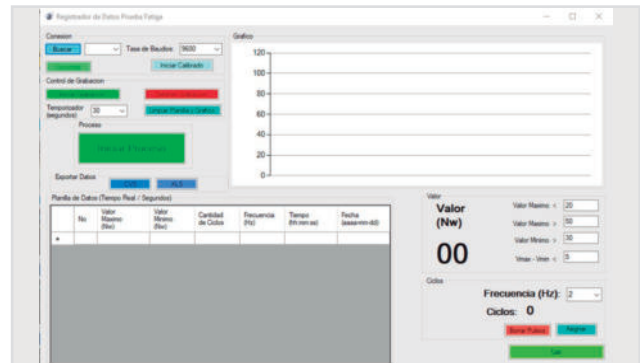 Registrador de Datos Prueba Fatiga
Conexion
Buscar
Tasa de Baudios: 9600
Iniciar Calibrado
Control de Grabacion
Temporizador
(segundos)
30
Limpiar Planilla y Grafico
Proceso
Exportar Datos
XLS
Grafico
120
100
80
60
40
20
0
Planilla de Datos (Tiempo Real / Segundos)
No
Valor Maximo (Nw)
Valor Minimo (Nw)
Cantidad de Ciclos
Frecuencia (Hz)
Tiempo (hh:mm:ss)
Fecha (aaaa-mm-dd)
Valor
Valor (Nw)
00
Valor Maximo < 20
Valor Maximo > 50
Valor Minimo > 30
Vmax - Vmin < 5
Ciclos
Frecuencia (Hz): 2
Ciclos: 0
Borrar Pulsos
Salir